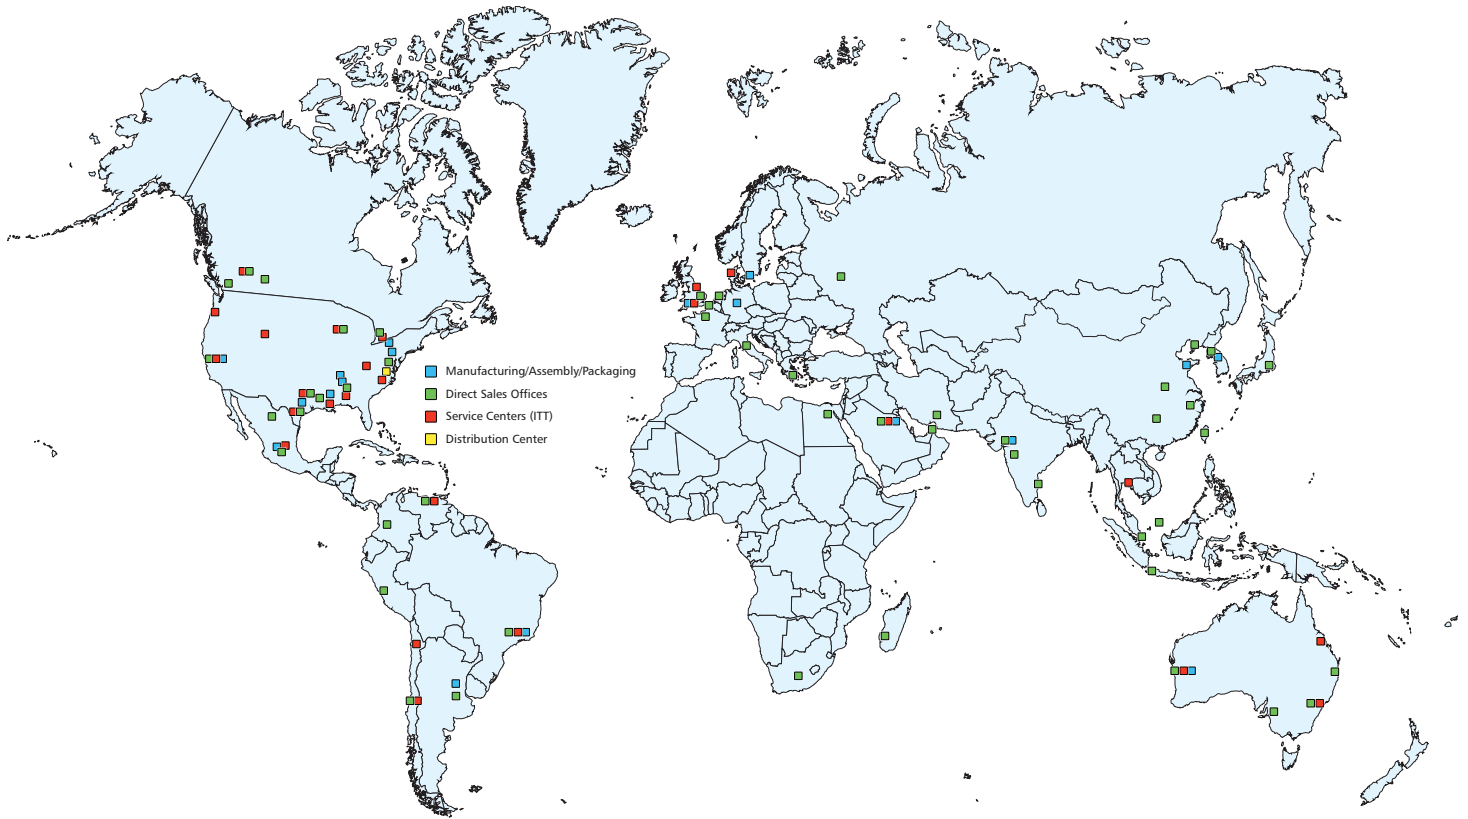 Manufacturing/Assembly/Packaging
Direct Sales Offices
Service Centers (ITT)
Distribution Center